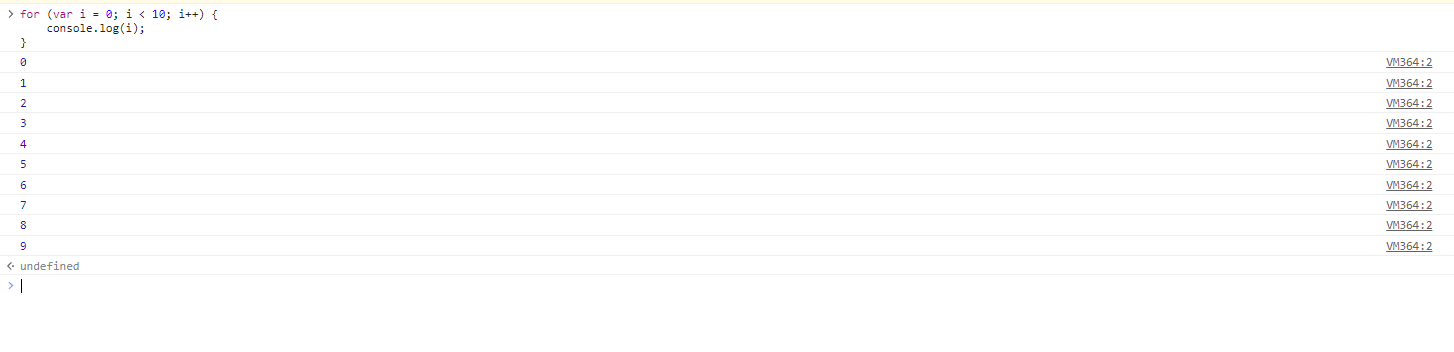 for (var i = 0; i < 10; i++) {
    console.log(i);
}
0 VM364:2
1 VM364:2
2 VM364:2
3 VM364:2
4 VM364:2
5 VM364:2
6 VM364:2
7 VM364:2
8 VM364:2
9 VM364:2
undefined